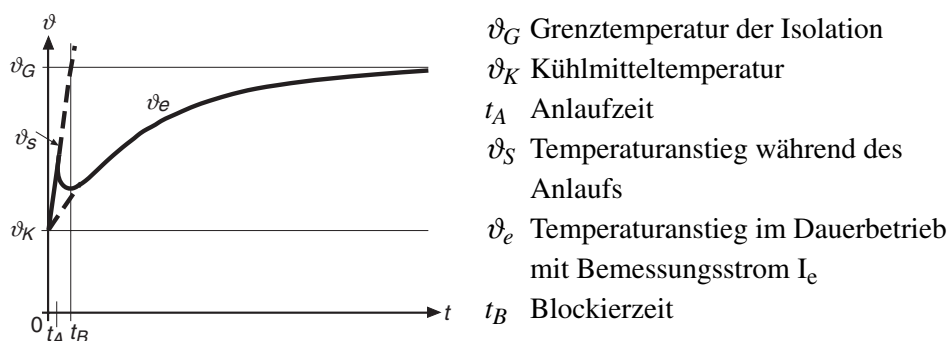 ϑ
ϑG
ϑe
ϑs
ϑK
0
tA
tB
t
ϑG Grenztemperatur der Isolation
ϑK Kühlmitteltemperatur
tA Anlaufzeit
ϑS Temperaturanstieg während des
Anlaufs
ϑe Temperaturanstieg im Dauerbetrieb
mit Bemessungsstrom Ie
tB Blockierzeit